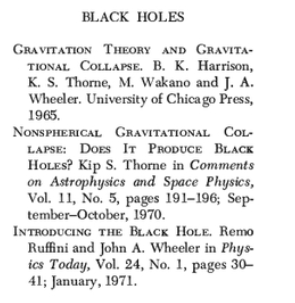 BLACK HOLES
GRAVITATION THEORY AND GRAVITA-
TIONAL COLLAPSE. B. K. Harrison,
K. S. Thorne, M. Wakano and J. A.
Wheeler. University of Chicago Press,
1965.
NONSPHERICAL GRAVITATIONAL COL-
LAPSE: DOES IT PRODUCE BLACK
HOLES? Kip S. Thorne in Comments
on Astrophysics and Space Physics,
Vol. 11, No. 5, pages 191–196; Sep-
tember–October, 1970.
INTRODUCING THE BLACK HOLE. Remo
Ruffini and John A. Wheeler in Phys-
ics Today, Vol. 24, No. 1, pages 30–
41; January, 1971.